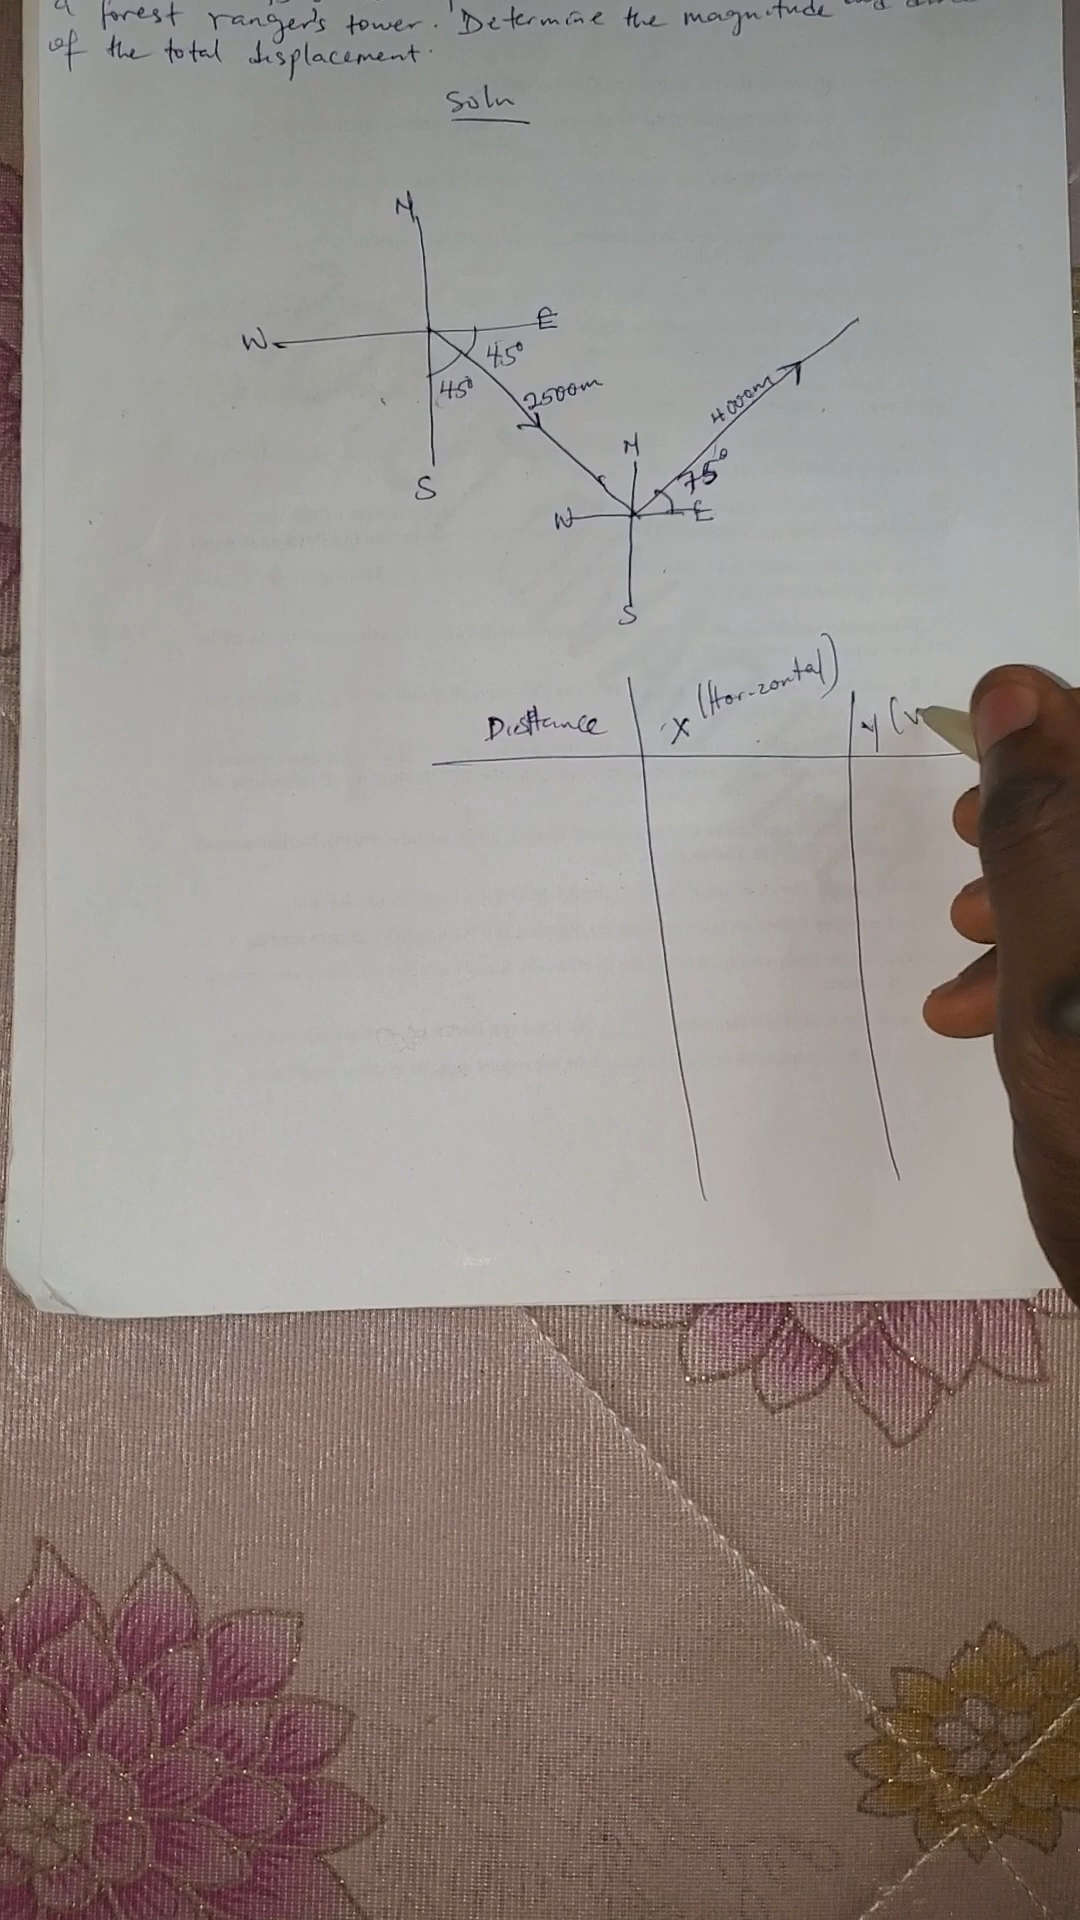 a forest ranger's tower. Determine the magnitude
of the total displacement.
Soln
N
W
E
45°
45°
2500m
S
4000m
N
75°
W
E
S
Distance
x (Horizontal)
y (v